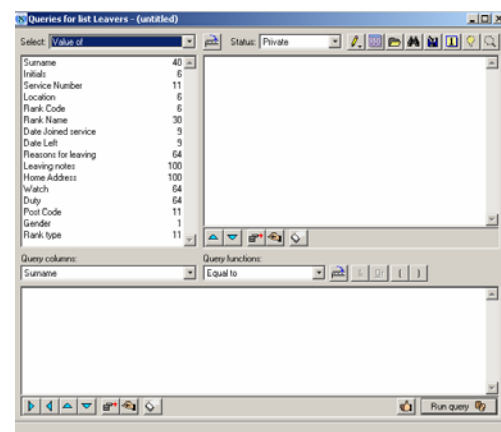 Queries for list Leavers - (untitled)
Select: Value of Status: Private
Surname 40
Initials 6
Service Number 11
Location 6
Rank Code 6
Rank Name 30
Date Joined service 9
Date Left 9
Reasons for leaving 64
Leaving notes 100
Home Address 100
Watch 64
Duty 64
Post Code 11
Gender 1
Rank type 11
Query columns: Query functions:
Surname Equal to & Or ( )
Run query